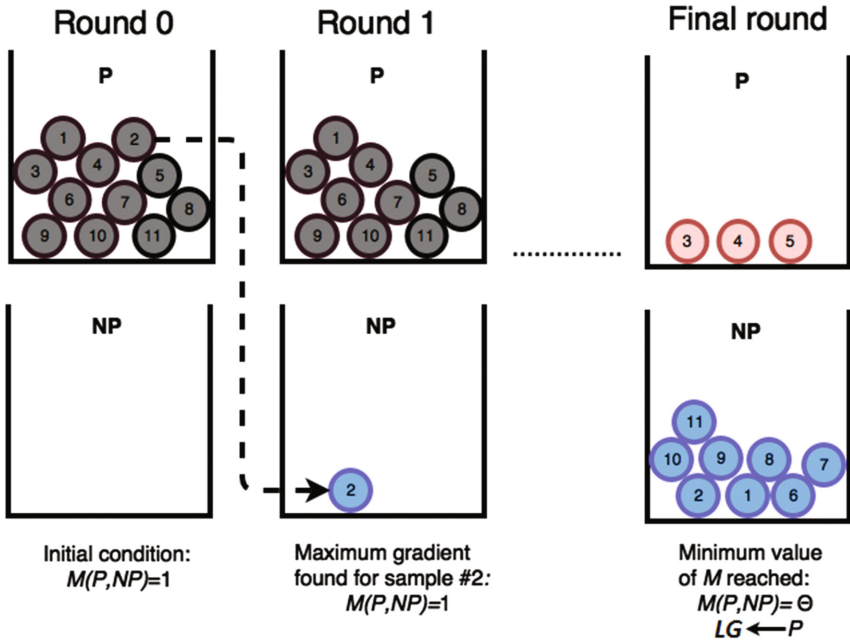 Round 0
Round 1
Final round
P
P
P
1
2
3
4
5
6
7
8
9
10
11
1
3
4
5
6
7
8
9
10
11
3
4
5
NP
NP
NP
2
11
10
9
8
7
2
1
6
Initial condition:
M(P,NP)=1
Maximum gradient
found for sample #2:
M(P,NP)=1
Minimum value
of M reached:
M(P,NP)= Θ
LG P